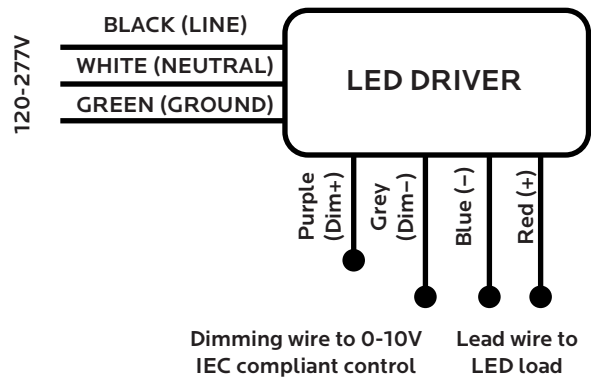 120-277V
BLACK (LINE)
WHITE (NEUTRAL)
GREEN (GROUND)
LED DRIVER
Purple
(Dim+)
Grey
(Dim−)
Blue (−)
Red (+)
Dimming wire to 0-10V
IEC compliant control
Lead wire to
LED load